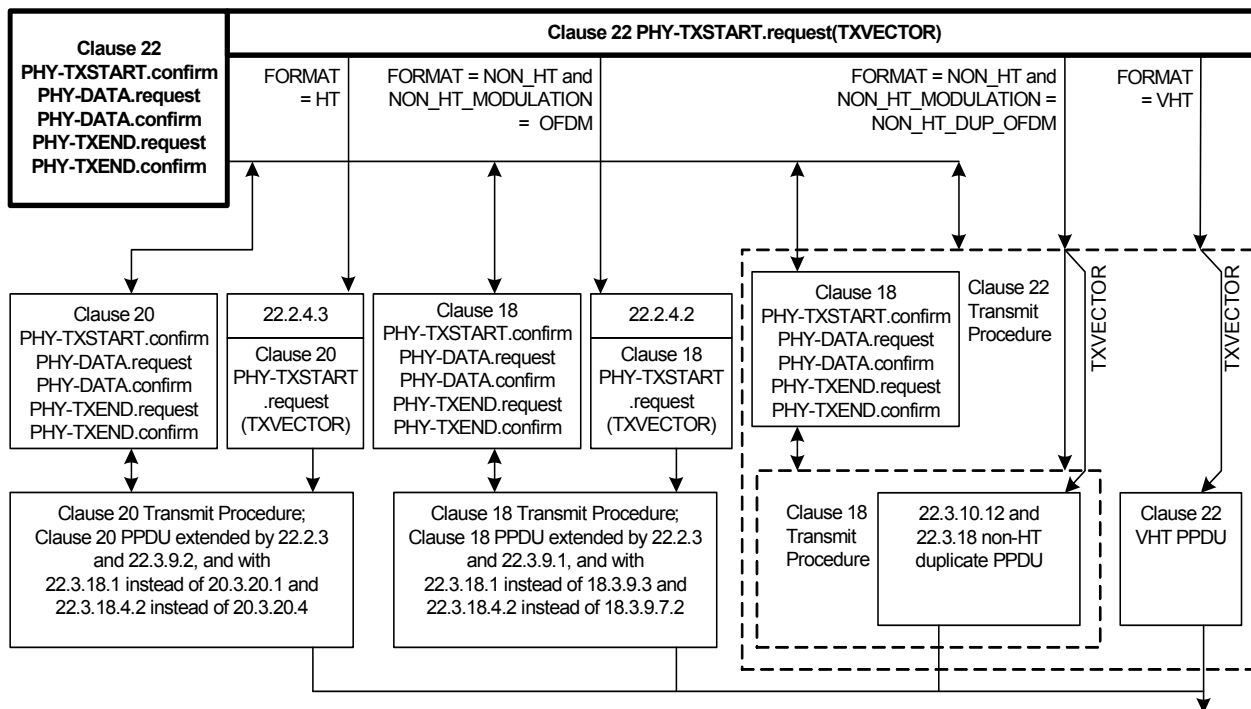 Clause 22
PHY-TXSTART.confirm
PHY-DATA.request
PHY-DATA.confirm
PHY-TXEND.request
PHY-TXEND.confirm
Clause 22 PHY-TXSTART.request(TXVECTOR)
FORMAT
= HT
FORMAT = NON_HT and
NON_HT_MODULATION
= OFDM
FORMAT = NON_HT and
NON_HT_MODULATION =
NON_HT_DUP_OFDM
FORMAT
= VHT
Clause 20
PHY-TXSTART.confirm
PHY-DATA.request
PHY-DATA.confirm
PHY-TXEND.request
PHY-TXEND.confirm
22.2.4.3
Clause 20
PHY-TXSTART
.request
(TXVECTOR)
Clause 18
PHY-TXSTART.confirm
PHY-DATA.request
PHY-DATA.confirm
PHY-TXEND.request
PHY-TXEND.confirm
22.2.4.2
Clause 18
PHY-TXSTART
.request
(TXVECTOR)
Clause 18
PHY-TXSTART.confirm
PHY-DATA.request
PHY-DATA.confirm
PHY-TXEND.request
PHY-TXEND.confirm
Clause 22
Transmit
Procedure
TXVECTOR
TXVECTOR
Clause 20 Transmit Procedure;
Clause 20 PPDU extended by 22.2.3
and 22.3.9.2, and with
22.3.18.1 instead of 20.3.20.1 and
22.3.18.4.2 instead of 20.3.20.4
Clause 18 Transmit Procedure;
Clause 18 PPDU extended by 22.2.3
and 22.3.9.1, and with
22.3.18.1 instead of 18.3.9.3 and
22.3.18.4.2 instead of 18.3.9.7.2
Clause 18
Transmit
Procedure
22.3.10.12 and
22.3.18 non-HT
duplicate PPDU
Clause 22
VHT PPDU